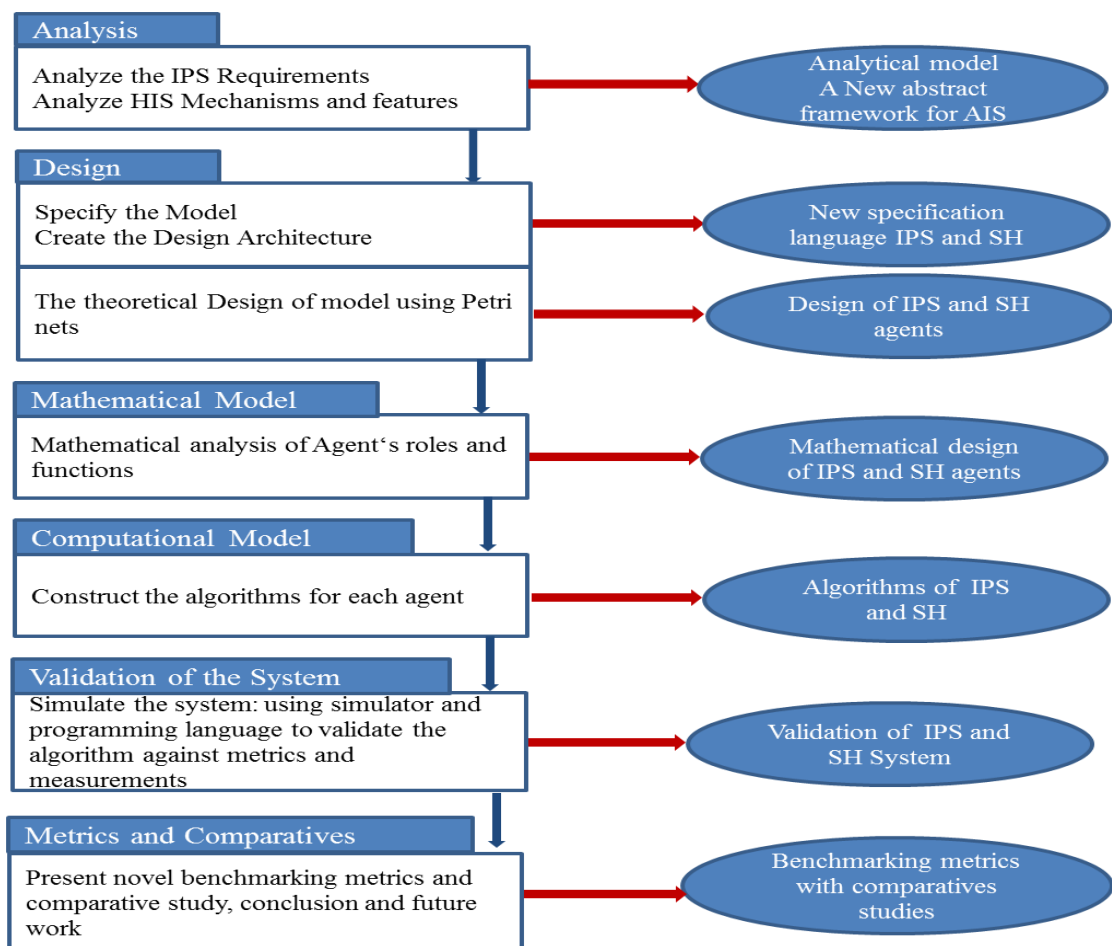 Analysis
Analyze the IPS Requirements
Analyze HIS Mechanisms and features
Analytical model
A New abstract
framework for AIS
Design
Specify the Model
Create the Design Architecture
New specification
language IPS and SH
The theoretical Design of model using Petri
nets
Design of IPS and SH
agents
Mathematical Model
Mathematical analysis of Agent‘s roles and
functions
Mathematical design
of IPS and SH agents
Computational Model
Construct the algorithms for each agent
Algorithms of IPS
and SH
Validation of the System
Simulate the system: using simulator and
programming language to validate the
algorithm against metrics and
measurements
Validation of IPS and
SH System
Metrics and Comparatives
Present novel benchmarking metrics and
comparative study, conclusion and future
work
Benchmarking metrics
with comparatives
studies